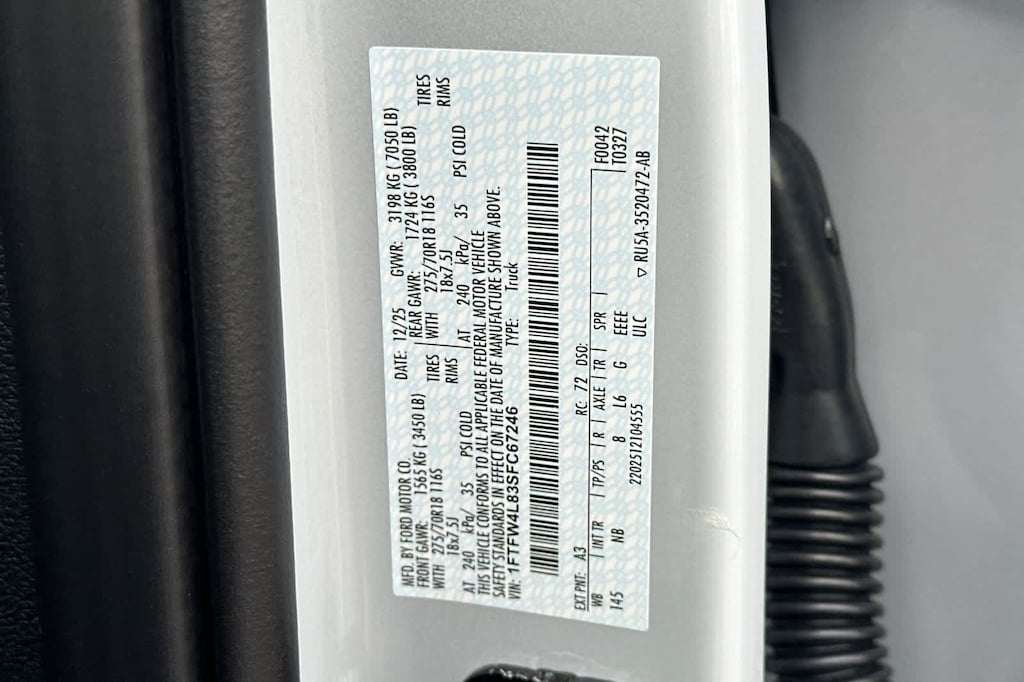 MFD. BY FORD MOTOR CO.
DATE: 12/25 GVWR: 3198 KG ( 7050 LB)
FRONT GAWR: 1565 KG ( 3450 LB) REAR GAWR: 1724 KG ( 3800 LB)
WITH 275/70R18 116S TIRES WITH 275/70R18 116S TIRES
18x7.5J RIMS 18x7.5J RIMS
AT 240 kPa/ 35 PSI COLD AT 240 kPa/ 35 PSI COLD
THIS VEHICLE CONFORMS TO ALL APPLICABLE FEDERAL MOTOR VEHICLE
SAFETY STANDARDS IN EFFECT ON THE DATE OF MANUFACTURE SHOWN ABOVE.
VIN: 1FTFW4L83SFC67246 TYPE: Truck
EXT PNT: A3 RC: 72 DSO:
WB INT TR TP/PS R AXLE TR SPR F0042
145 NB 8 L6 G EEEE T0327
2202512104555 ULC ▽ RU5A-3520472-AB